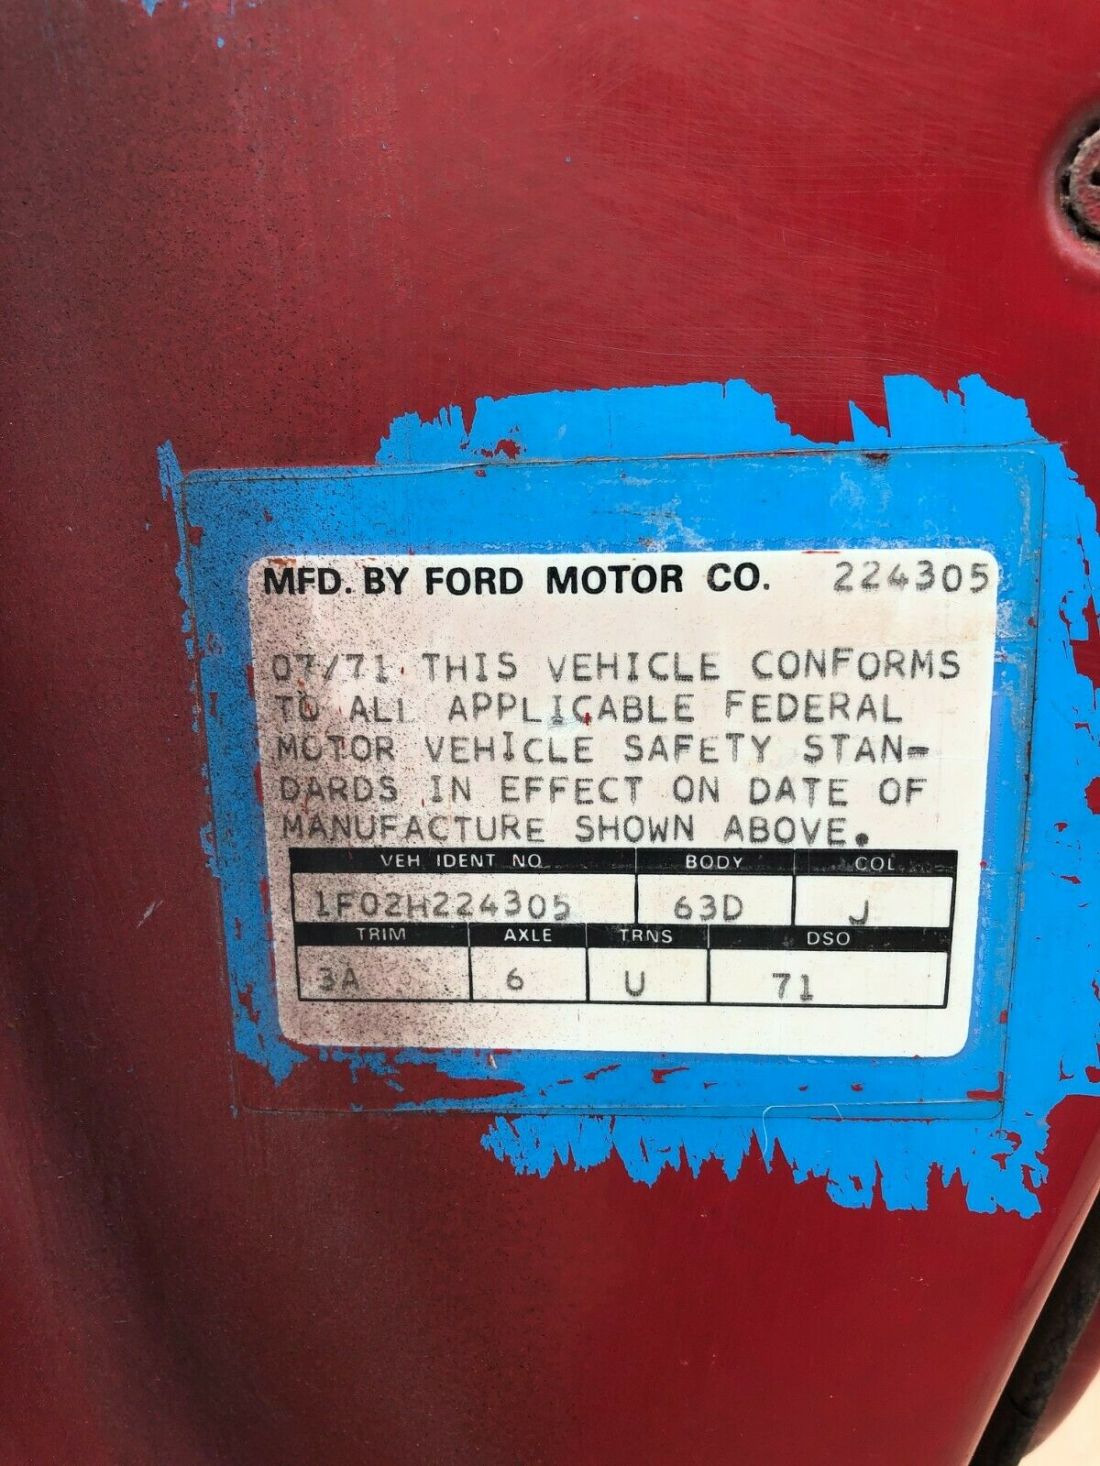 MFD. BY FORD MOTOR CO. 224305
07/71 THIS VEHICLE CONFORMS
TO ALL APPLICABLE FEDERAL
MOTOR VEHICLE SAFETY STAN-
DARDS IN EFFECT ON DATE OF
MANUFACTURE SHOWN ABOVE.
VEH. IDENT NO. BODY COL
1F02H224305 63D J
TRIM AXLE TRNS DSO
3A 6 U 71